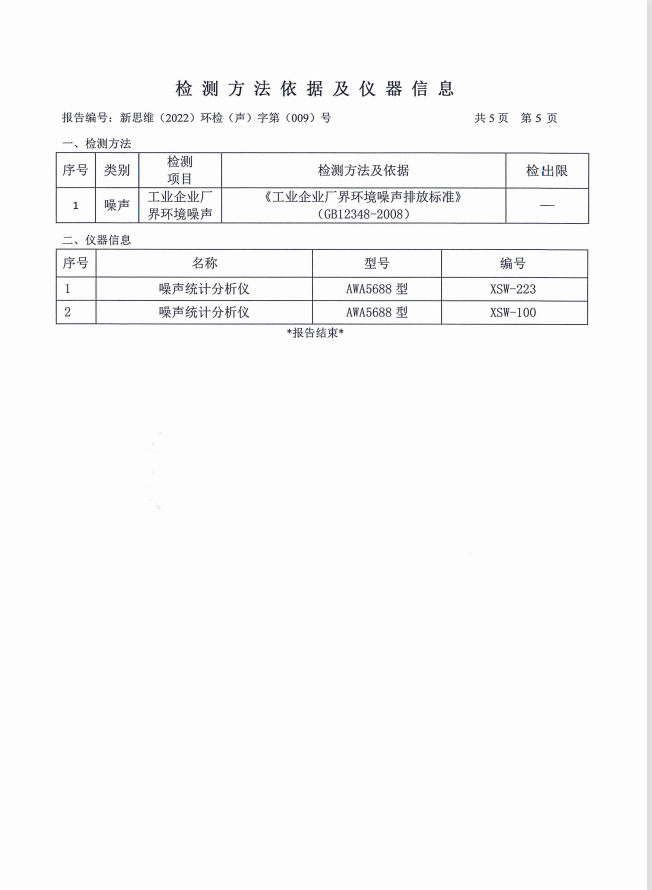 检测方法依据及仪器信息
报告编号：新思维（2022）环检（声）字第（009）号 共5页 第5页
一、检测方法
序号 类别 检测项目 检测方法及依据 检出限
1 噪声 工业企业厂界环境噪声 《工业企业厂界环境噪声排放标准》（GB12348-2008） —
二、仪器信息
序号 名称 型号 编号
1 噪声统计分析仪 AWA5688 型 XSW-223
2 噪声统计分析仪 AWA5688 型 XSW-100
*报告结束*